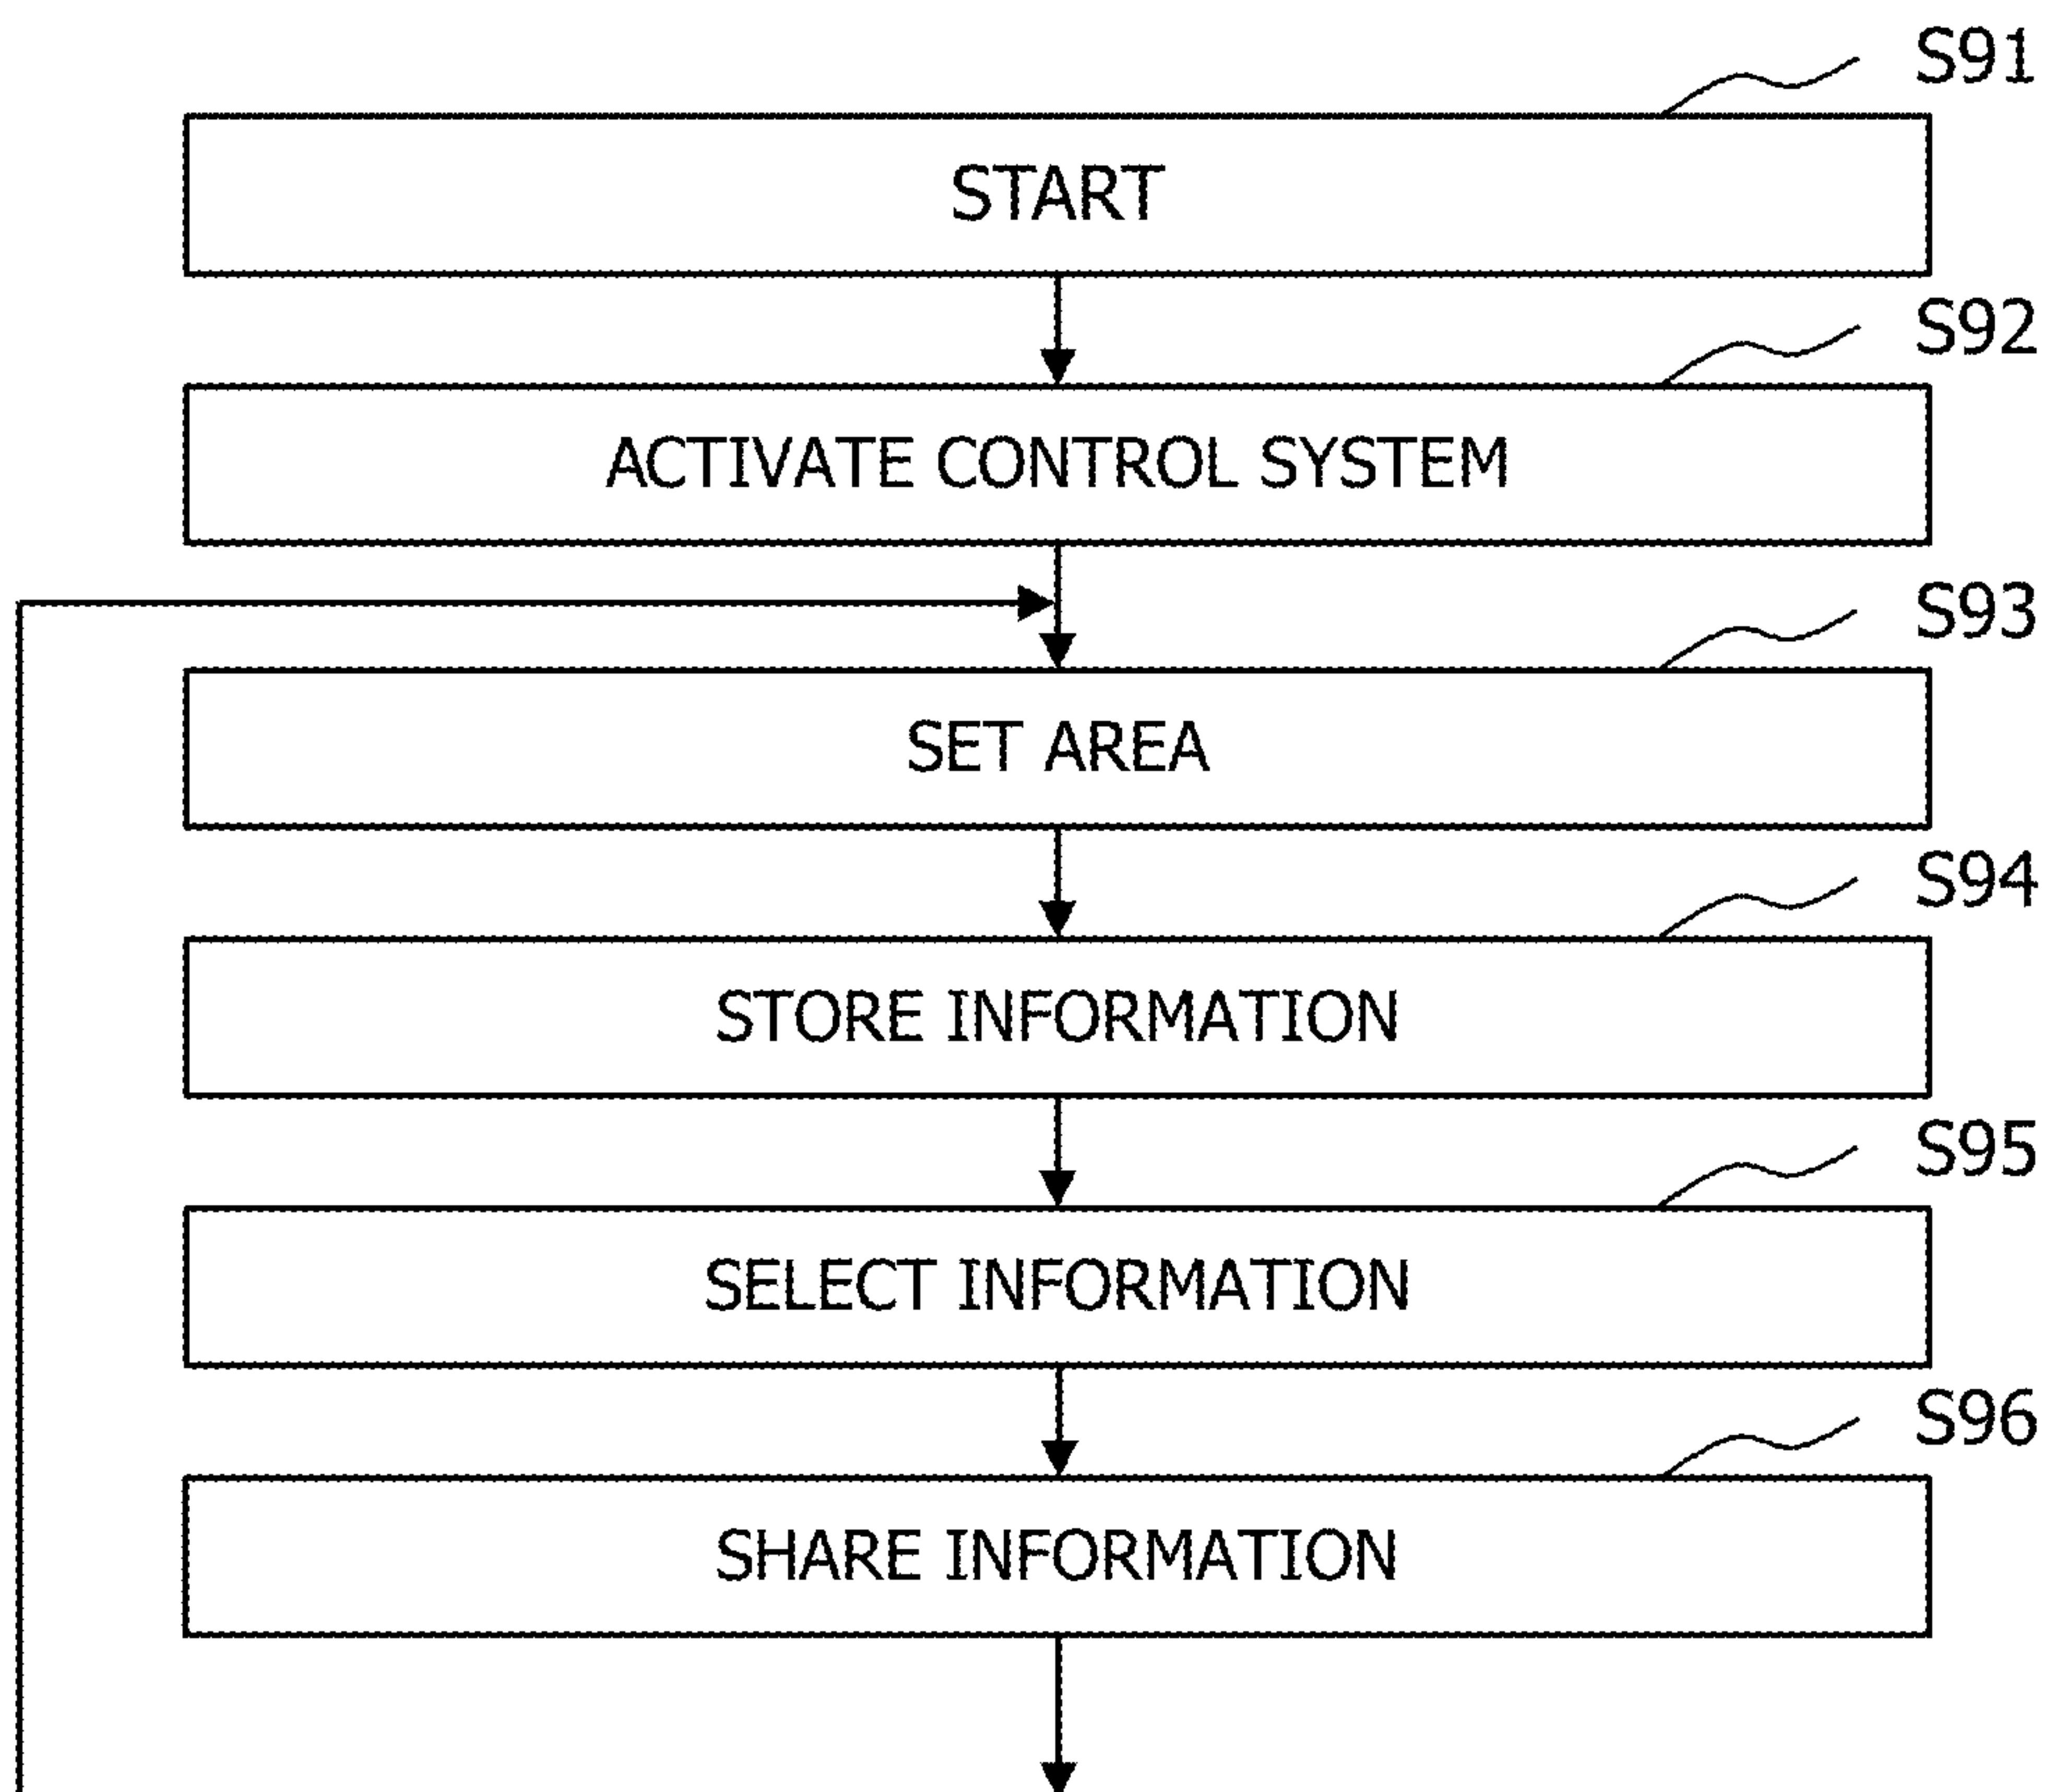 S91
START
S92
ACTIVATE CONTROL SYSTEM
S93
SET AREA
S94
STORE INFORMATION
S95
SELECT INFORMATION
S96
SHARE INFORMATION